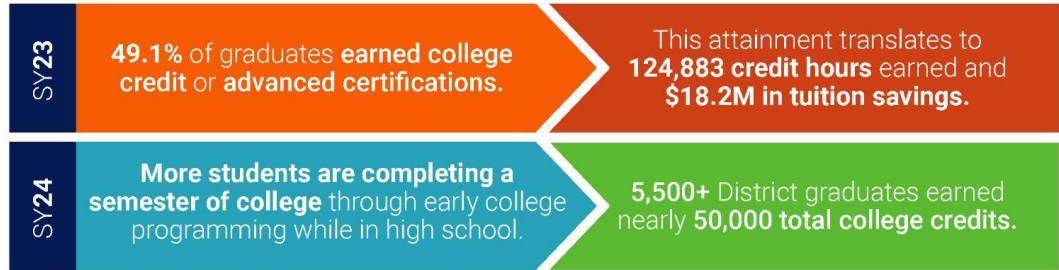 SY23
49.1% of graduates earned college
credit or advanced certifications.
This attainment translates to
124,883 credit hours earned and
$18.2M in tuition savings.
SY24
More students are completing a
semester of college through early college
programming while in high school.
5,500+ District graduates earned
nearly 50,000 total college credits.